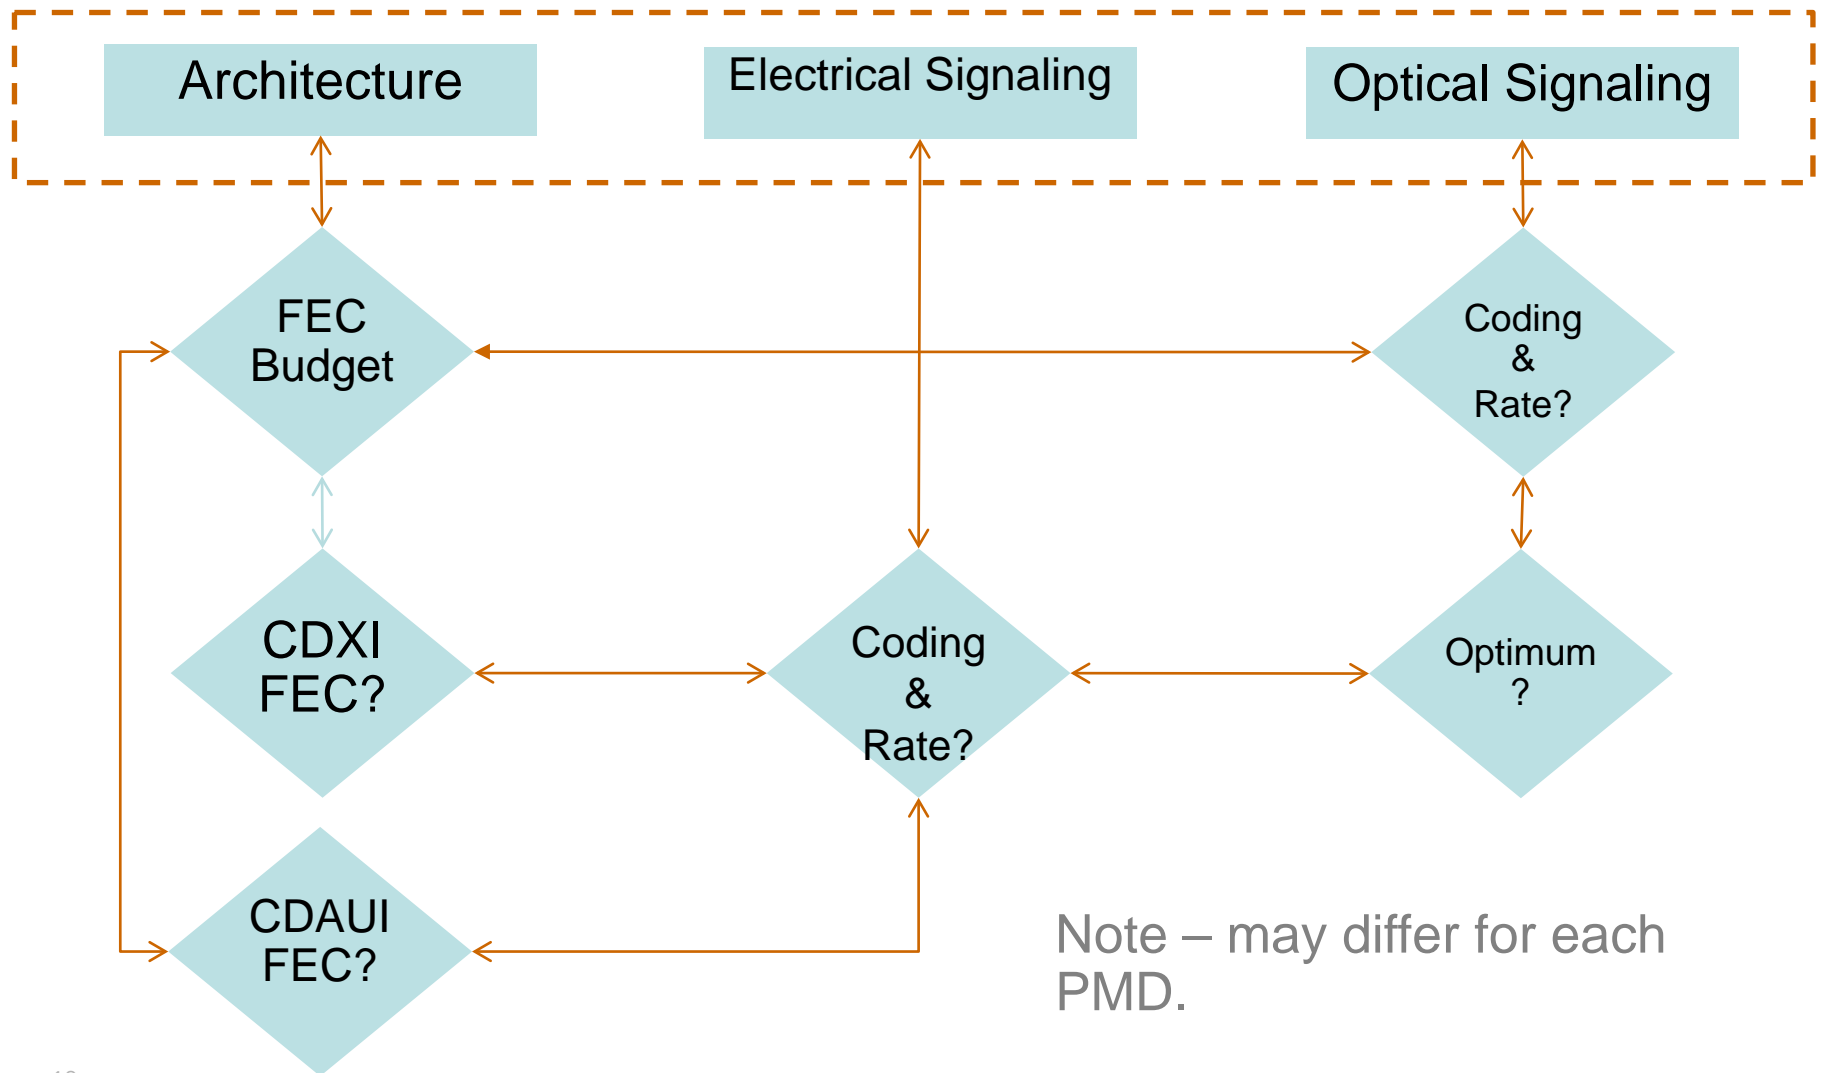 Architecture
Electrical Signaling
Optical Signaling
FEC
Budget
Coding
&
Rate?
CDXI
FEC?
Coding
&
Rate?
Optimum
?
CDAUI
FEC?
Note – may differ for each
PMD.